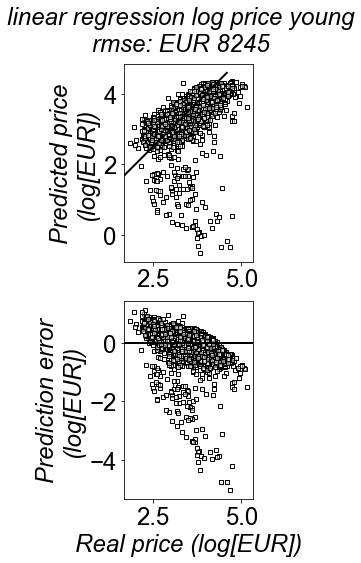 linear regression log price young
rmse: EUR 8245
Predicted price
(log[EUR])
4
2
0
2.5 5.0
Prediction error
(log[EUR])
0
−2
−4
2.5 5.0
Real price (log[EUR])